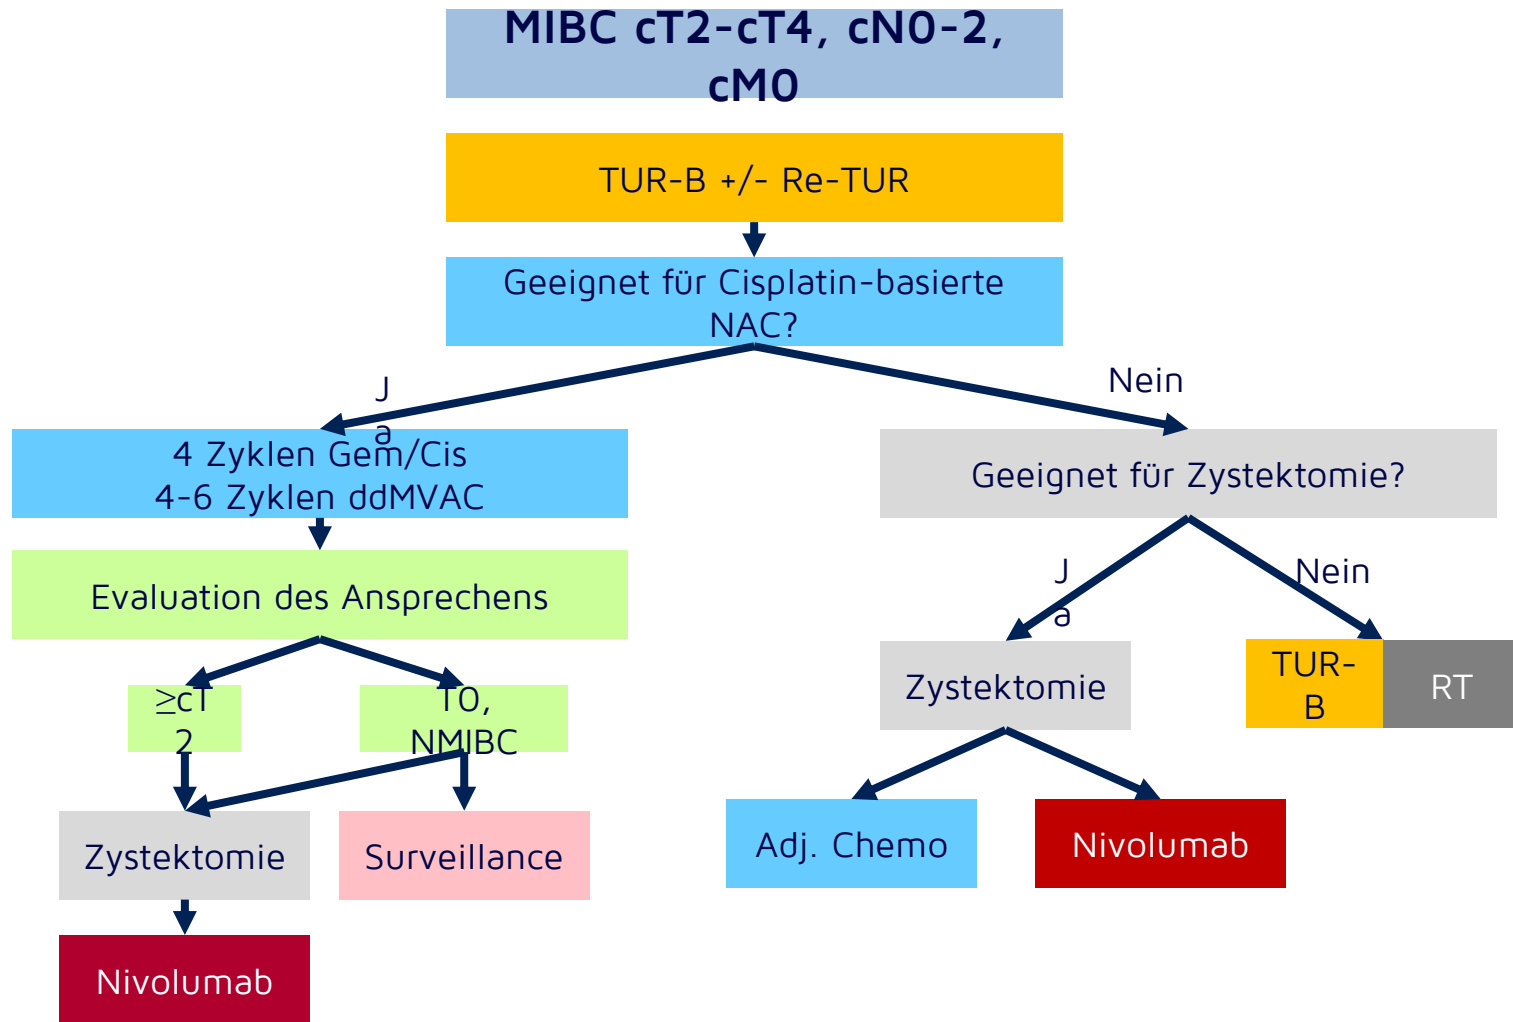 MIBC cT2-cT4, cN0-2,
cM0
TUR-B +/- Re-TUR
Geeignet für Cisplatin-basierte
NAC?
J
a
Nein
4 Zyklen Gem/Cis
4-6 Zyklen ddMVAC
Geeignet für Zystektomie?
Evaluation des Ansprechens
J
a
Nein
≥cT
2
T0,
NMIBC
Zystektomie
TUR-
B
RT
Zystektomie
Surveillance
Adj. Chemo
Nivolumab
Nivolumab